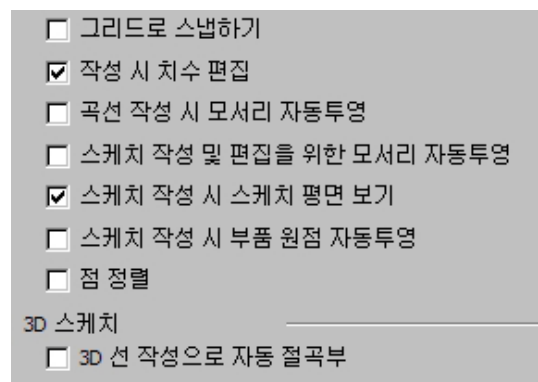 그리드로 스냅하기
작성 시 치수 편집
곡선 작성 시 모서리 자동투영
스케치 작성 및 편집을 위한 모서리 자동투영
스케치 작성 시 스케치 평면 보기
스케치 작성 시 부품 원점 자동투영
점 정렬
3D 스케치
3D 선 작성으로 자동 절곡부